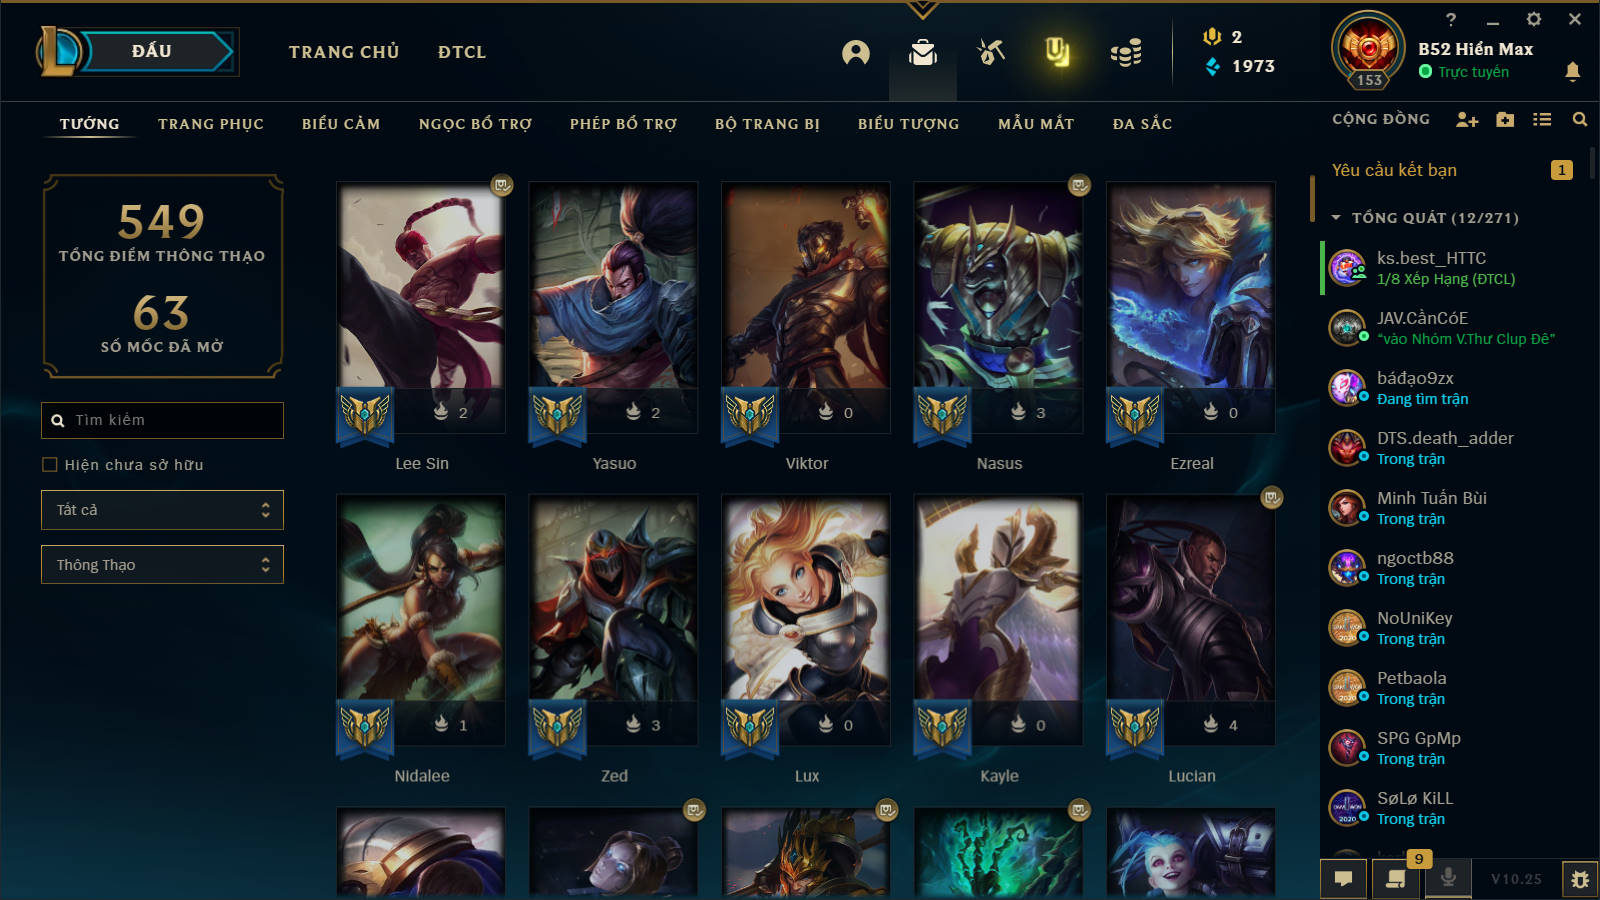 ĐẤU
TRANG CHỦ
ĐTCL
2
1973
?
153
B52 Hiến Max
Trực tuyến
TƯỚNG
TRANG PHỤC
BIỂU CẢM
NGỌC BỔ TRỢ
PHÉP BỔ TRỢ
BỘ TRANG BỊ
BIỂU TƯỢNG
MẪU MẮT
ĐA SẮC
549
TỔNG ĐIỂM THÔNG THẠO
63
SỐ MỐC ĐÃ MỞ
Tìm kiếm
Hiện chưa sở hữu
Tất cả
Thông Thạo
2
2
0
3
0
Lee Sin
Yasuo
Viktor
Nasus
Ezreal
1
3
0
0
4
Nidalee
Zed
Lux
Kayle
Lucian
CỘNG ĐỒNG
Yêu cầu kết bạn
1
TỔNG QUÁT (12/271)
ks.best_HTTC
1/8 Xếp Hạng (ĐTCL)
JAV.CầnCóE
“vào Nhóm V.Thư Clup Đê”
báđạo9zx
Đang tìm trận
DTS.death_adder
Trong trận
Minh Tuấn Bùi
Trong trận
ngoctb88
Trong trận
NoUniKey
Trong trận
2020
Petbaola
Trong trận
2020
SPG GpMp
Trong trận
SøLø KiLL
Trong trận
2020
9
V10.25